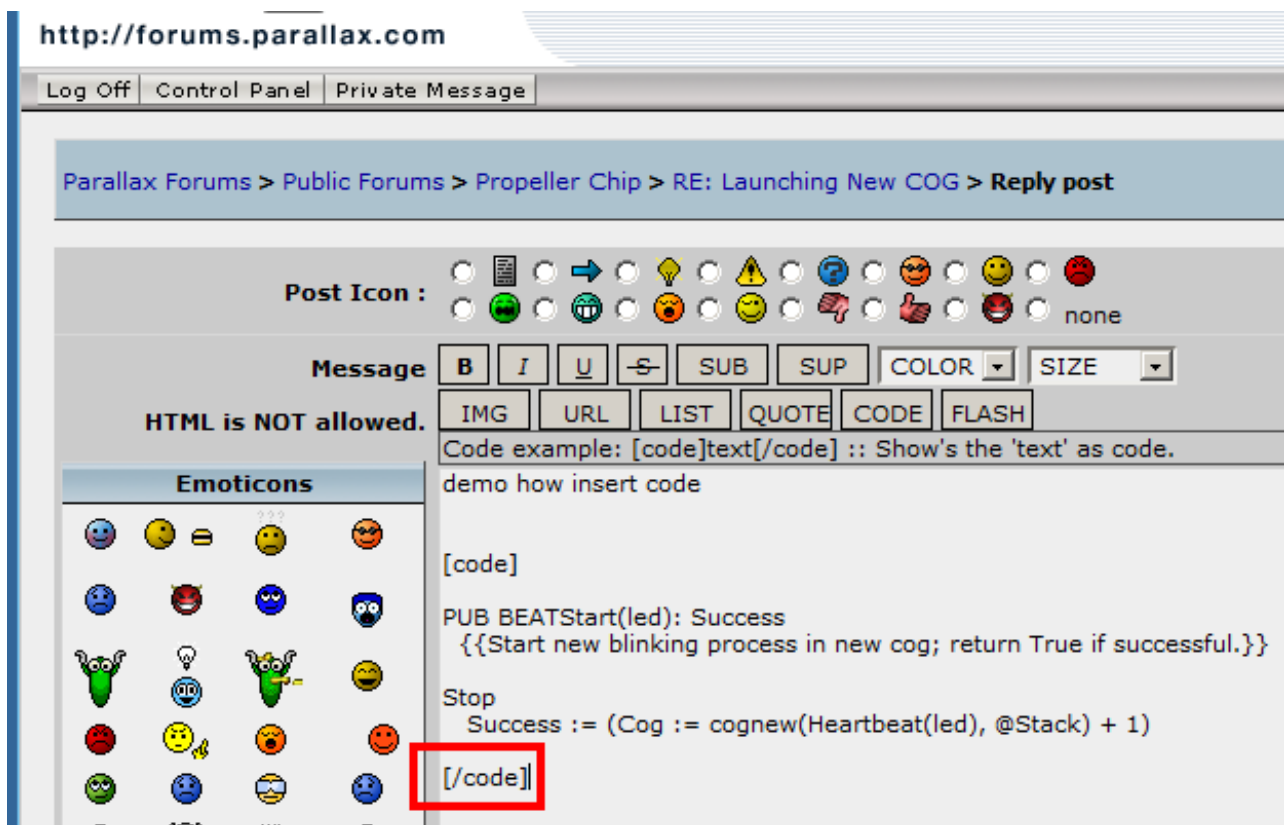 http://forums.parallax.com
Log Off Control Panel Private Message
Parallax Forums > Public Forums > Propeller Chip > RE: Launching New COG > Reply post
Post Icon :
none
Message B I U S SUB SUP COLOR SIZE
HTML is NOT allowed. IMG URL LIST QUOTE CODE FLASH
Code example: [code]text[/code] :: Show's the 'text' as code.
Emoticons
demo how insert code
???
[code]
PUB BEATStart(led): Success
{{Start new blinking process in new cog; return True if successful.}}
Stop
Success := (Cog := cognew(Heartbeat(led), @Stack) + 1)
[/code]